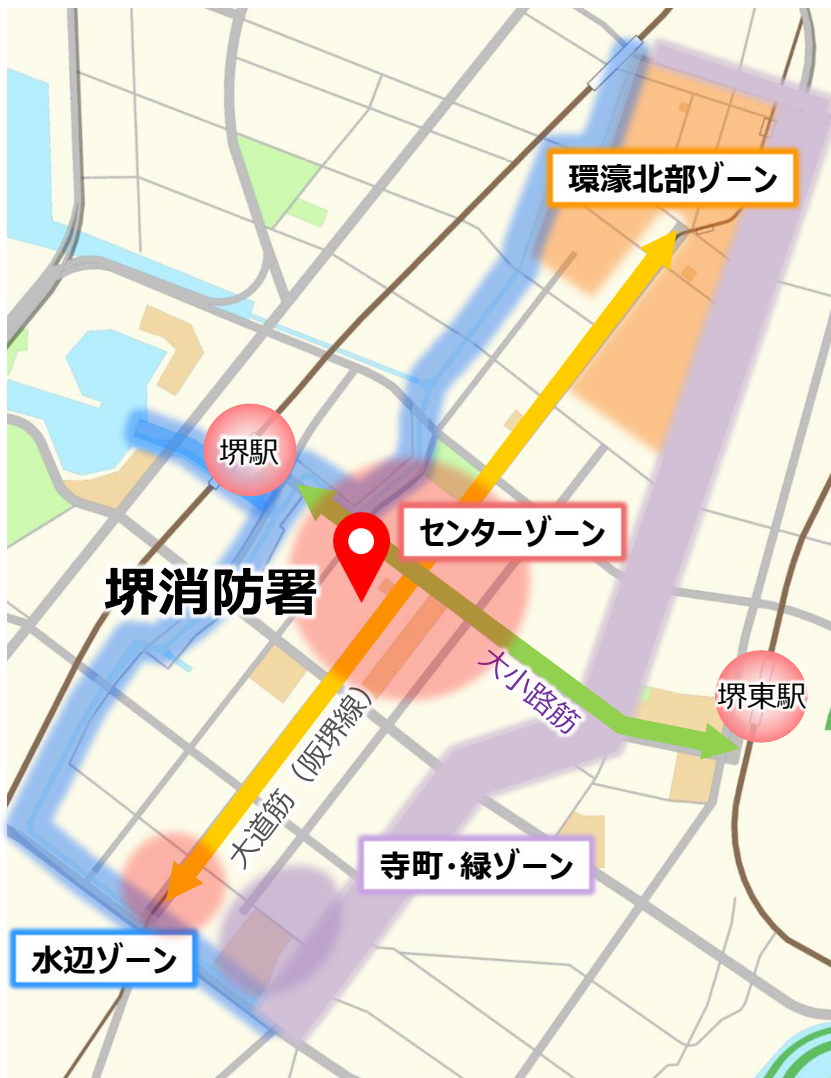 環濠北部ゾーン
堺駅
センターゾーン
堺消防署
大小路筋
堺東駅
大道筋（阪堺線）
寺町・緑ゾーン
水辺ゾーン